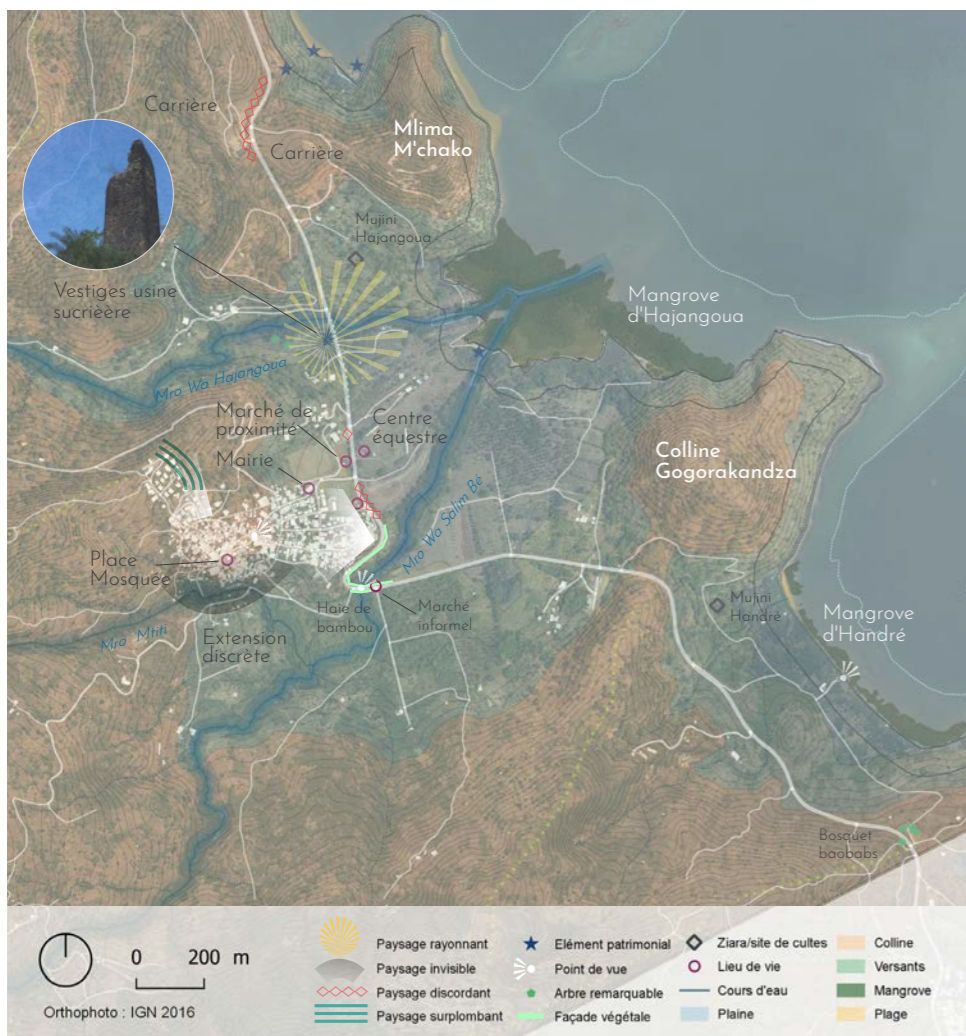 Carrière
Carrière
Mlima
M'chako
Mujini
Hajangoua
Vestiges usine
sucrièère
Mangrove
d'Hajangoua
Mro Wa Hajangoua
Marché de
proximité
Centre
équestre
Mairie
Colline
Gogorakandza
Mro Wa Salim Bé
Place
Mosquée
Haie de
bambou
Marché
informel
Mujini
Handré
Mangrove
d'Handré
Mro Mtiti
Extension
discrète
Bosquet
baobabs
0 200 m
Orthophoto : IGN 2016
Paysage rayonnant
Paysage invisible
Paysage discordant
Paysage surplombant
Elément patrimonial
Point de vue
Arbre remarquable
Façade végétale
Ziara/site de cultes
Lieu de vie
Cours d'eau
Plaine
Colline
Versants
Mangrove
Plage